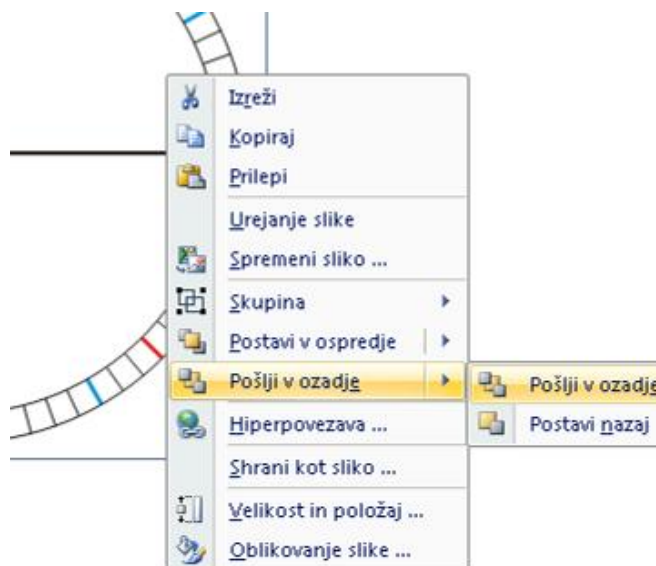 Izreži
Kopiraj
Prilepi
Urejanje slike
Spremeni sliko ...
Skupina
Postavi v ospredje
Pošlji v ozadje
Pošlji v ozadje
Postavi nazaj
Hiperpovezava ...
Shrani kot sliko ...
Velikost in položaj ...
Oblikovanje slike ...